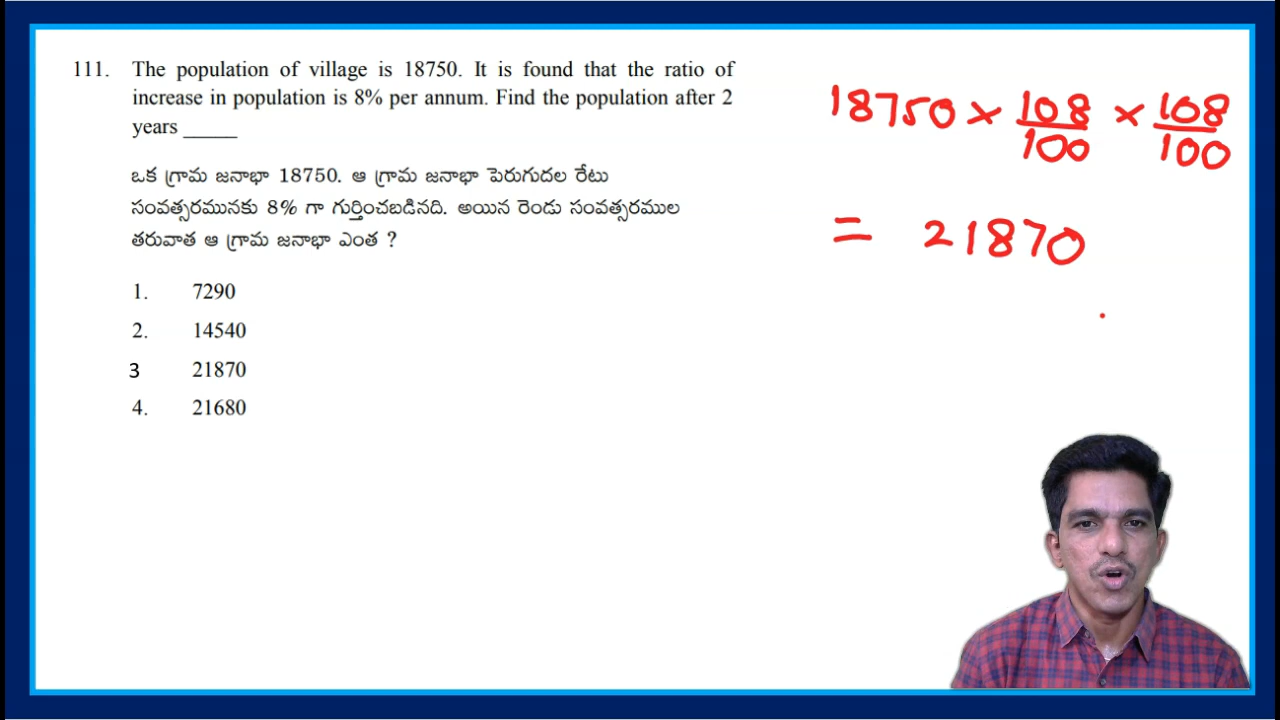 111. The population of village is 18750. It is found that the ratio of
increase in population is 8% per annum. Find the population after 2
years _____
ఒక గ్రామ జనాభా 18750. ఆ గ్రామ జనాభా పెరుగుదల రేటు
సంవత్సరమునకు 8% గా గుర్తించబడినది. అయిన రెండు సంవత్సరముల
తరువాత ఆ గ్రామ జనాభా ఎంత ?
1. 7290
2. 14540
3 21870
4. 21680
18750 × 108/100 × 108/100
= 21870